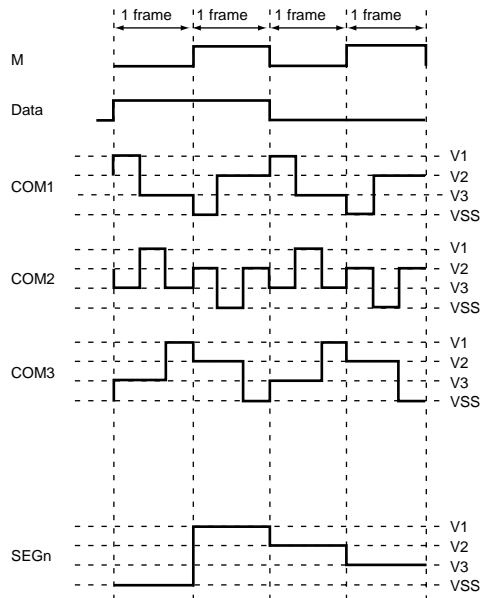 1 frame 1 frame 1 frame 1 frame
M
Data
COM1
V1
V2
V3
VSS
COM2
V1
V2
V3
VSS
COM3
V1
V2
V3
VSS
SEGn
V1
V2
V3
VSS